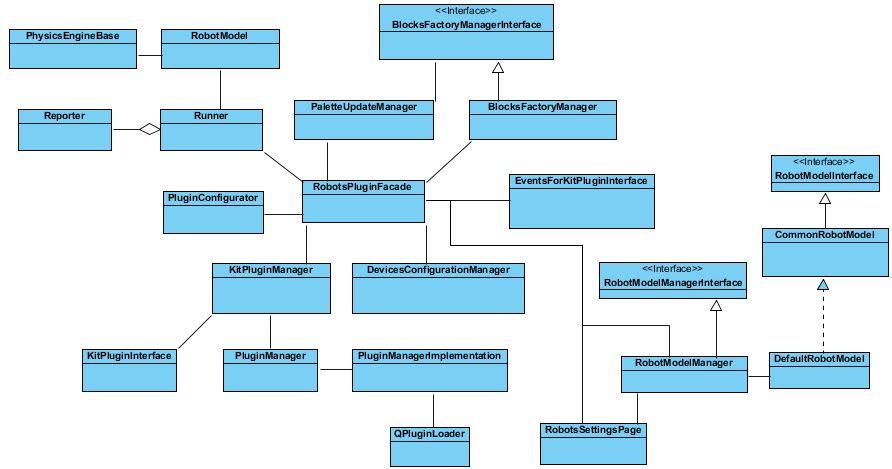 <<Interface>>
BlocksFactoryManagerInterface
PhysicsEngineBase
RobotModel
Reporter
Runner
PaletteUpdateManager
BlocksFactoryManager
<<Interface>>
RobotModelInterface
PluginConfigurator
RobotsPluginFacade
EventsForKitPluginInterface
CommonRobotModel
KitPluginManager
DevicesConfigurationManager
<<Interface>>
RobotModelManagerInterface
KitPluginInterface
PluginManager
PluginManagerImplementation
RobotModelManager
DefaultRobotModel
QPluginLoader
RobotsSettingsPage